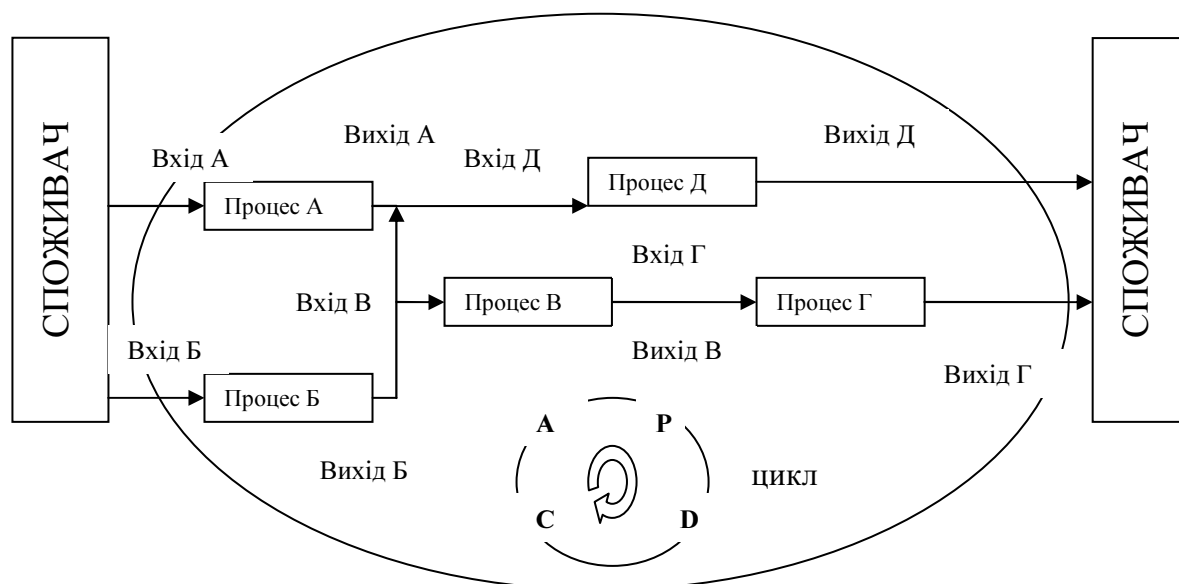 СПОЖИВАЧ
СПОЖИВАЧ
Вихід А
Вихід Д
Вхід А
Вхід Д
Процес А
Процес Д
Вхід Г
Вхід В
Процес В
Процес Г
Вхід Б
Вихід В
Вихід Г
Процес Б
Вихід Б
A
P
цикл
C
D